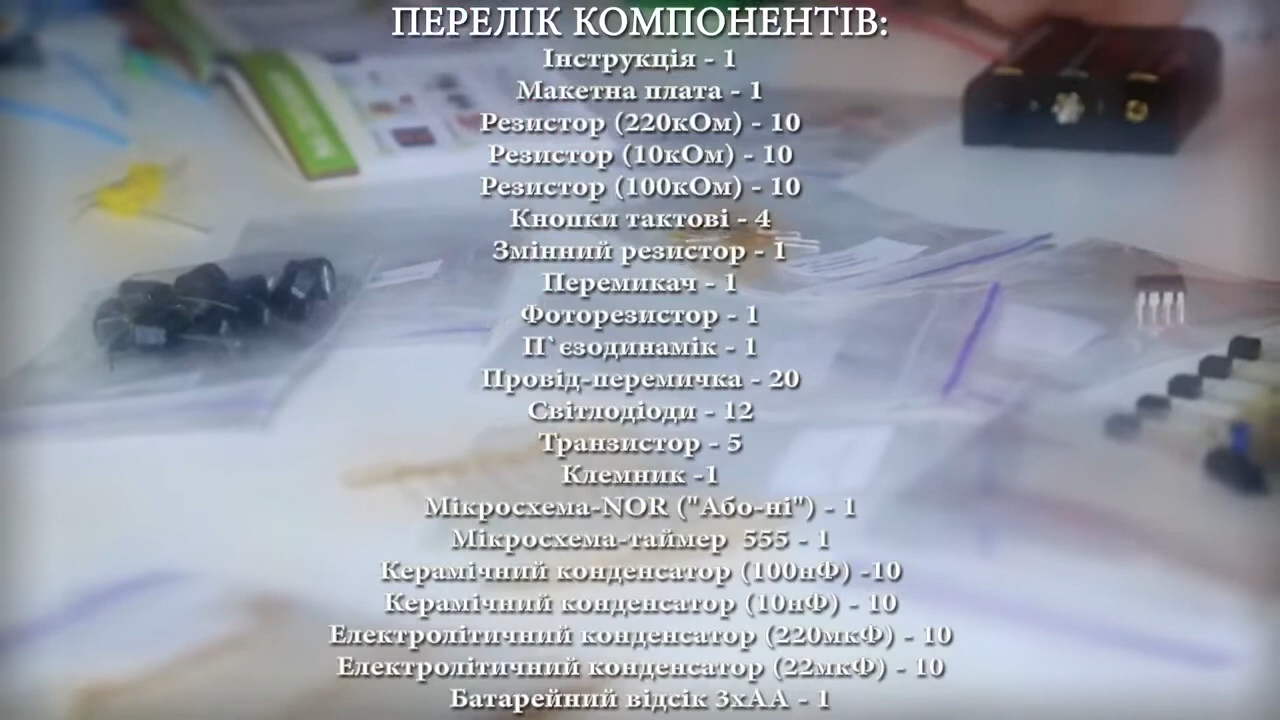 ПЕРЕЛІК КОМПОНЕНТІВ:
Інструкція - 1
Макетна плата - 1
Резистор (220кОм) - 10
Резистор (10кОм) - 10
Резистор (100кОм) - 10
Кнопки тактові - 4
Змінний резистор - 1
Перемикач - 1
Фоторезистор - 1
П`єзодинамік - 1
Провід-перемичка - 20
Світлодіоди - 12
Транзистор - 5
Клемник -1
Мікросхема-NOR ("Або-ні") - 1
Мікросхема-таймер  555 - 1
Керамічний конденсатор (100нФ) -10
Керамічний конденсатор (10нФ) - 10
Електролітичний конденсатор (220мкФ) - 10
Електролітичний конденсатор (22мкФ) - 10
Батарейний відсік 3хАА - 1